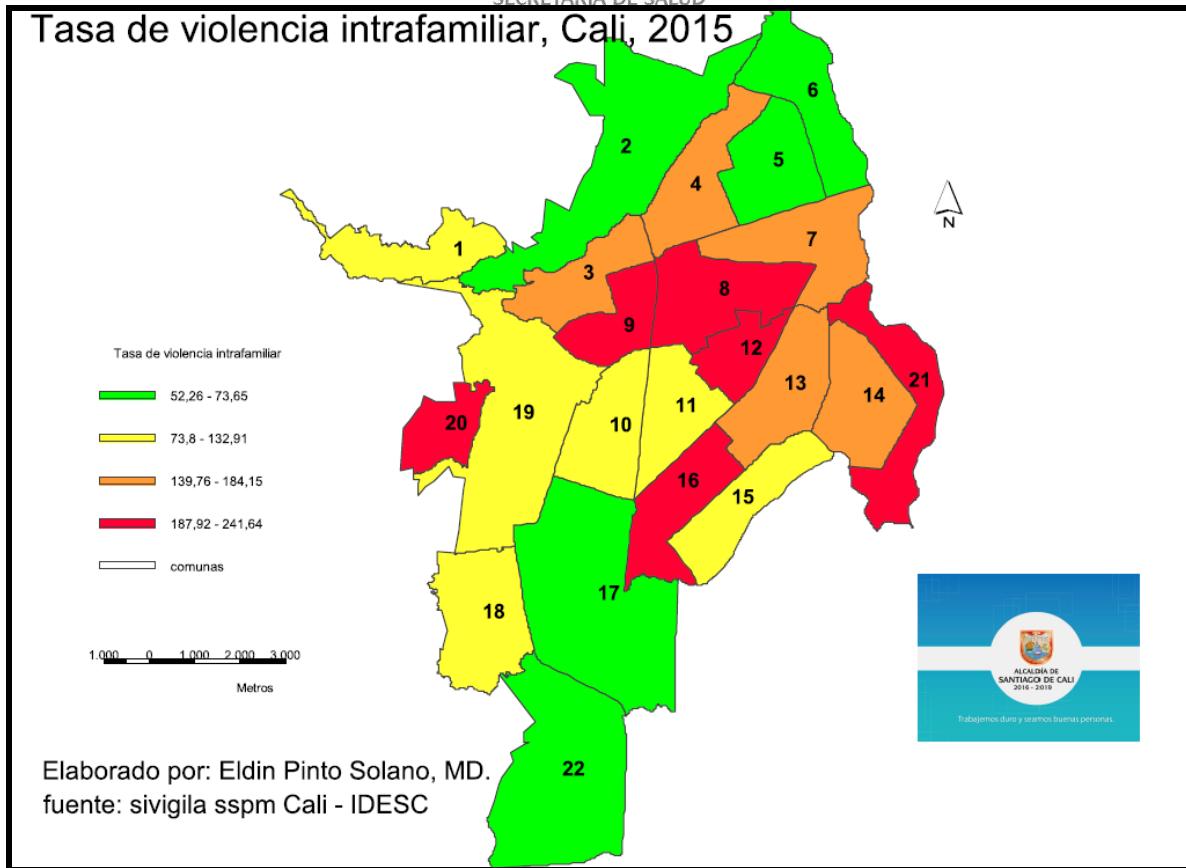 SECRETARIA DE SALUD
Tasa de violencia intrafamiliar, Cali, 2015
6
2
5
4
N
7
1
3
8
9
12
Tasa de violencia intrafamiliar
52,26 - 73,65
73,8 - 132,91
139,76 - 184,15
187,92 - 241,64
comunas
21
13
14
19
11
20
10
16
15
17
18
1.000 0 1.000 2.000 3.000
Metros
ALCALDÍA DE
SANTIAGO DE CALI
2016 - 2019
Trabajemos duro y seamos buenas personas.
22
Elaborado por: Eldin Pinto Solano, MD.
fuente: sivigila sspm Cali - IDESC